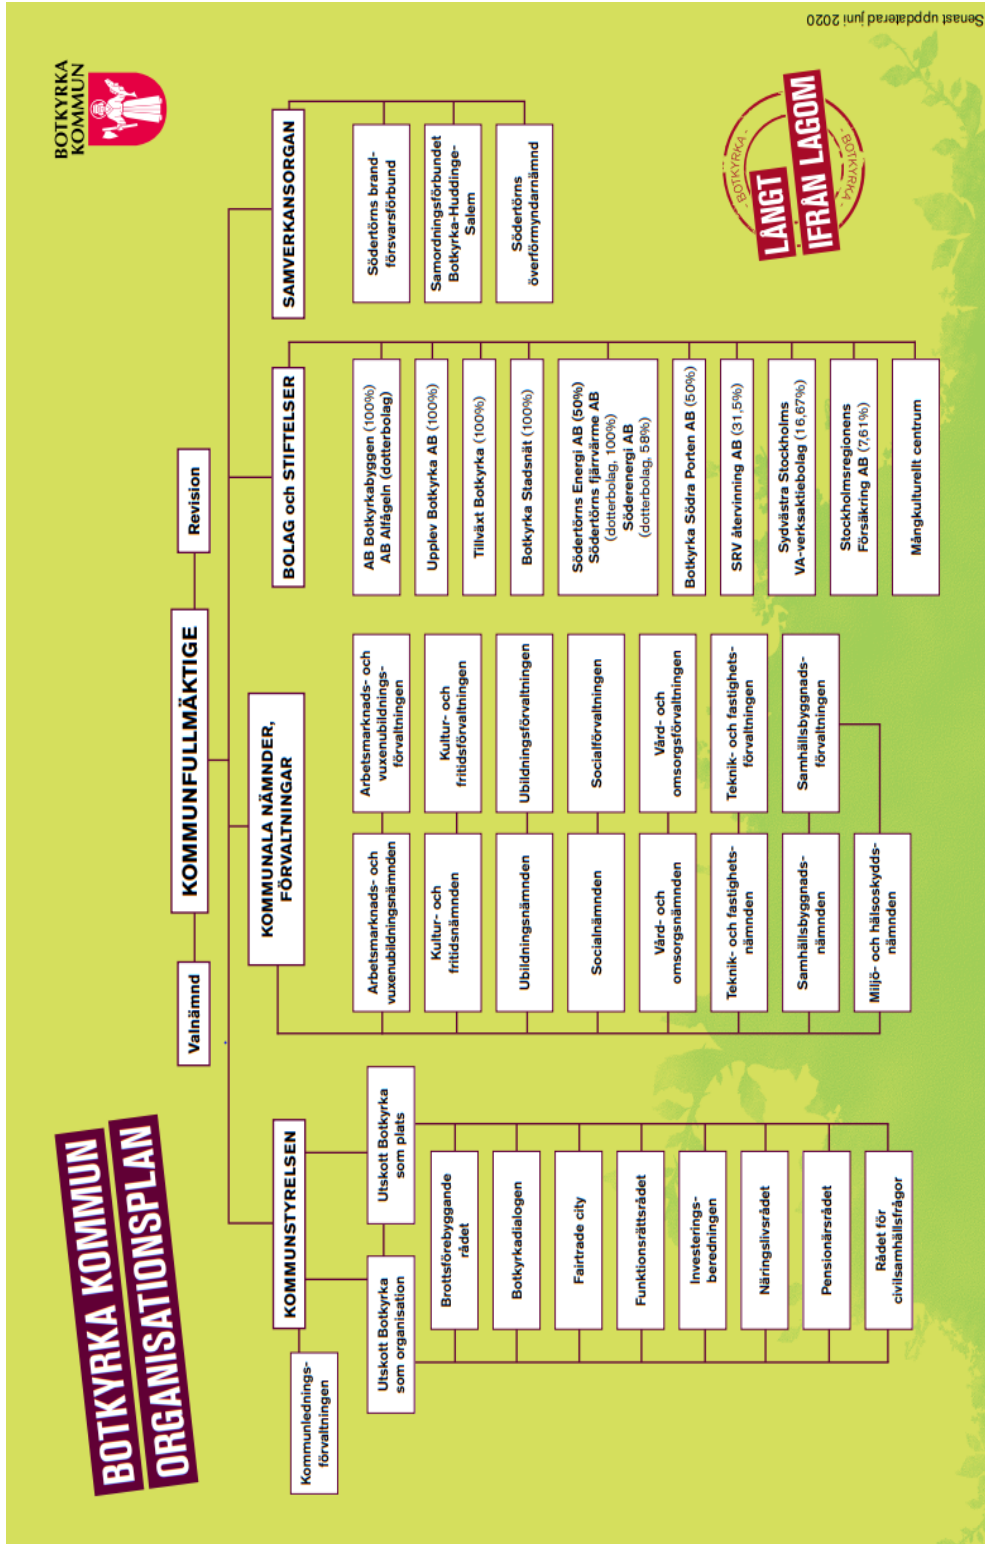 BOTKYRKA KOMMUN
ORGANISATIONSPLAN
BOTKYRKA
KOMMUN
Valnämnd
KOMMUNFULLMÄKTIGE
Revision
KOMMUNSTYRELSEN
Kommunlednings-
förvaltningen
Utskott Botkyrka
som organisation
Utskott Botkyrka
som plats
Brottsförebyggande
rådet
Botkyrkadialogen
Fairtrade city
Funktionsrättsrådet
Investerings-
beredningen
Näringslivsrådet
Pensionärsrådet
Rådet för
civilsamhällsfrågor
KOMMUNALA NÄMNDER,
FÖRVALTNINGAR
Arbetsmarknads- och
vuxenubildningsnämnden
Arbetsmarknads- och
vuxenubildnings-
förvaltningen
Kultur- och
fritidsnämnden
Kultur- och
fritidsförvaltningen
Ubildningsnämnden
Ubildningsförvaltningen
Socialnämnden
Socialförvaltningen
Vård- och
omsorgsnämnden
Vård- och
omsorgsförvaltningen
Teknik- och fastighets-
nämnden
Teknik- och fastighets-
förvaltningen
Samhällsbyggnads-
nämnden
Samhällsbyggnads-
förvaltningen
Miljö- och hälsoskydds-
nämnden
BOLAG och STIFTELSER
AB Botkyrkabyggen (100%)
AB Alfågeln (dotterbolag)
Upplev Botkyrka AB (100%)
Tillväxt Botkyrka (100%)
Botkyrka Stadsnät (100%)
Södertörns Energi AB (50%)
Södertörns fjärrvärme AB
(dotterbolag, 100%)
Söderenergi AB
(dotterbolag, 58%)
Botkyrka Södra Porten AB (50%)
SRV återvinning AB (31,5%)
Sydvästra Stockholms
VA-verksaktiebolag (16,67%)
Stockholmsregionens
Försäkring AB (7,61%)
Mångkulturellt centrum
SAMVERKANSORGAN
Södertörns brand-
försvarsförbund
Samordningsförbundet
Botkyrka-Huddinge-
Salem
Södertörns
överförmyndarnämnd
- BOTKYRKA -
LÅNGT
IFRÅN LAGOM
- BOTKYRKA -
Senast uppdaterad juni 2020